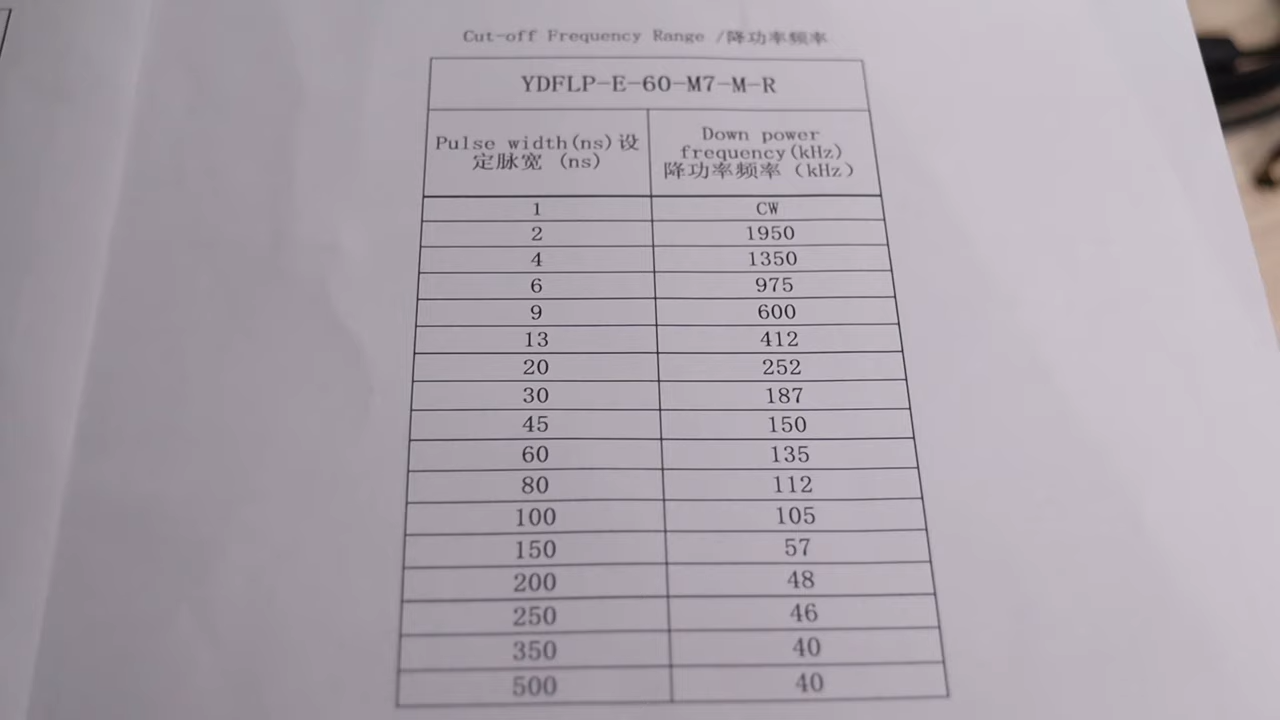 Cut-off Frequency Range /降功率频率
YDFLP-E-60-M7-M-R
Pulse width(ns)设
定脉宽 (ns)
Down power
frequency(kHz)
降功率频率（kHz）
1 CW
2 1950
4 1350
6 975
9 600
13 412
20 252
30 187
45 150
60 135
80 112
100 105
150 57
200 48
250 46
350 40
500 40